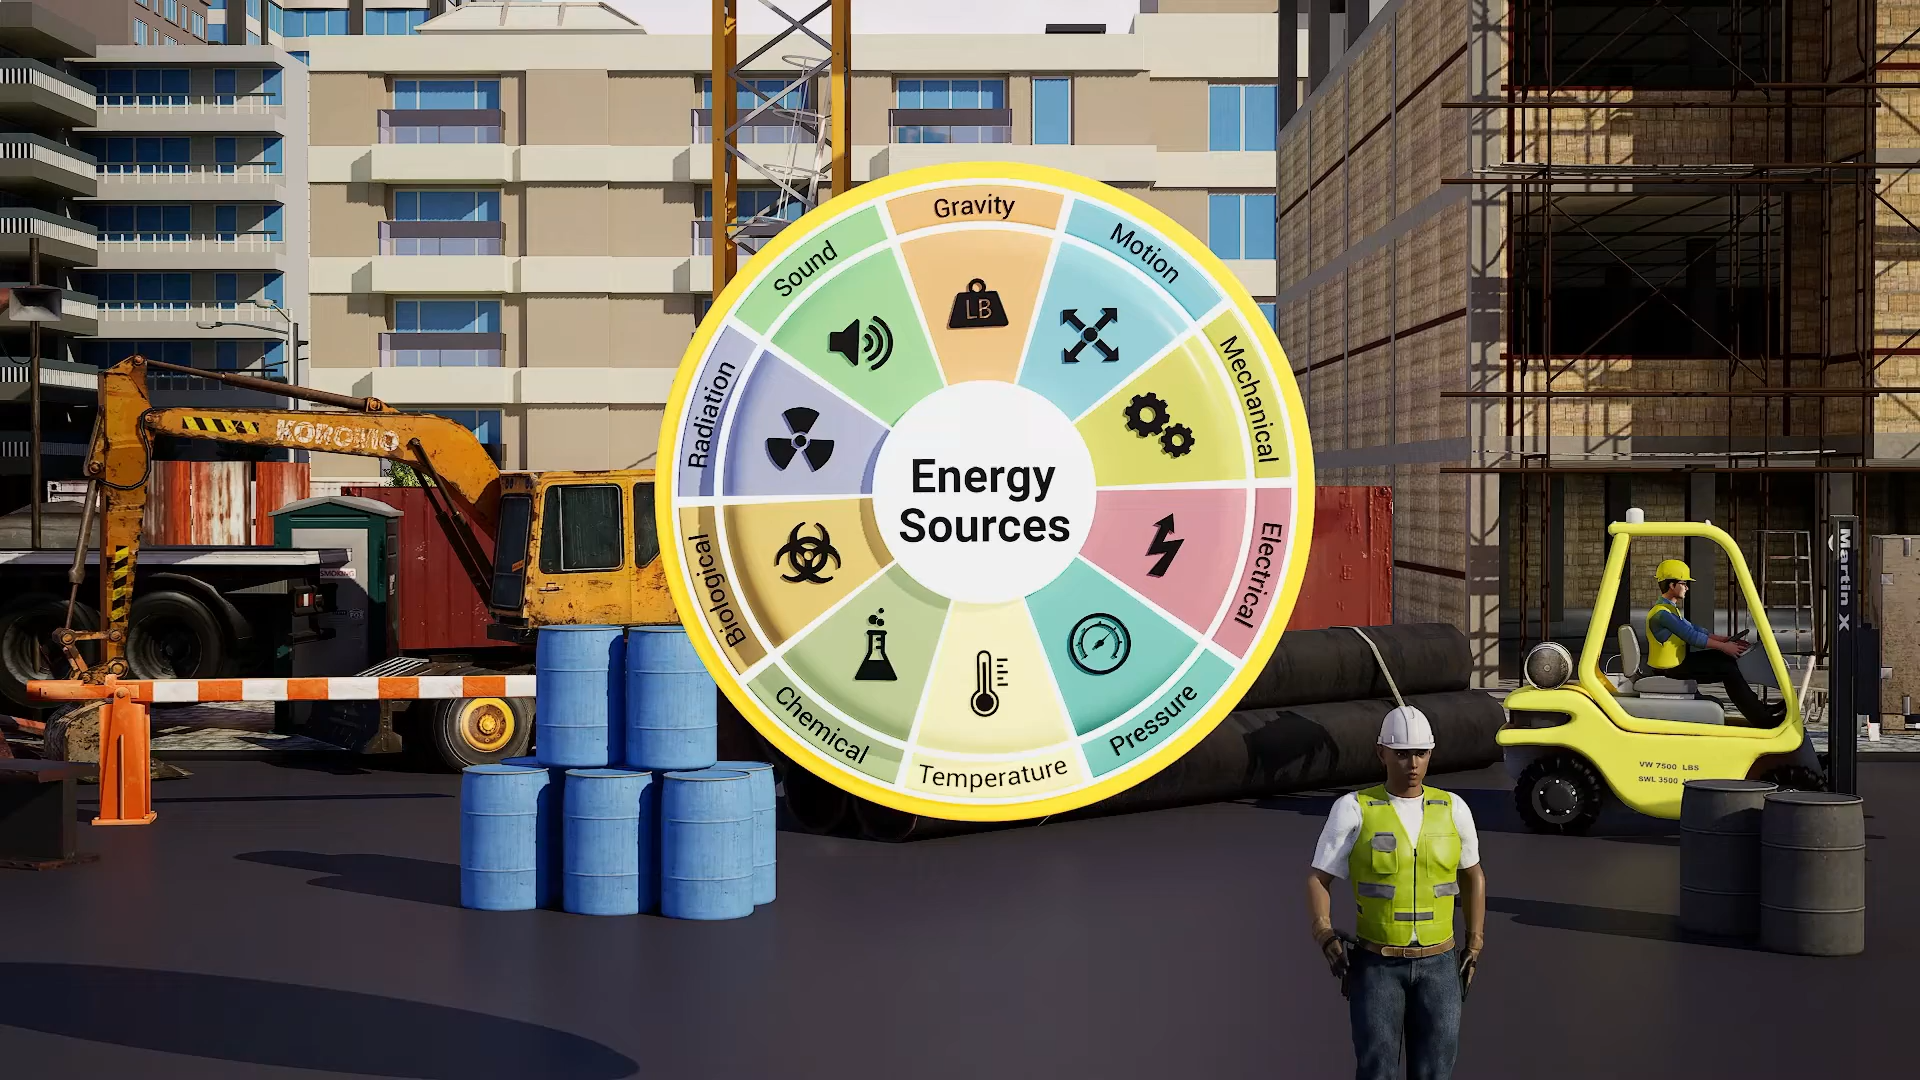 Gravity
Motion
Mechanical
Electrical
Pressure
Temperature
Chemical
Biological
Radiation
Sound
LB
Energy
Sources
SMOKING
Martin X
VW 7500 LBS
SWL 3500